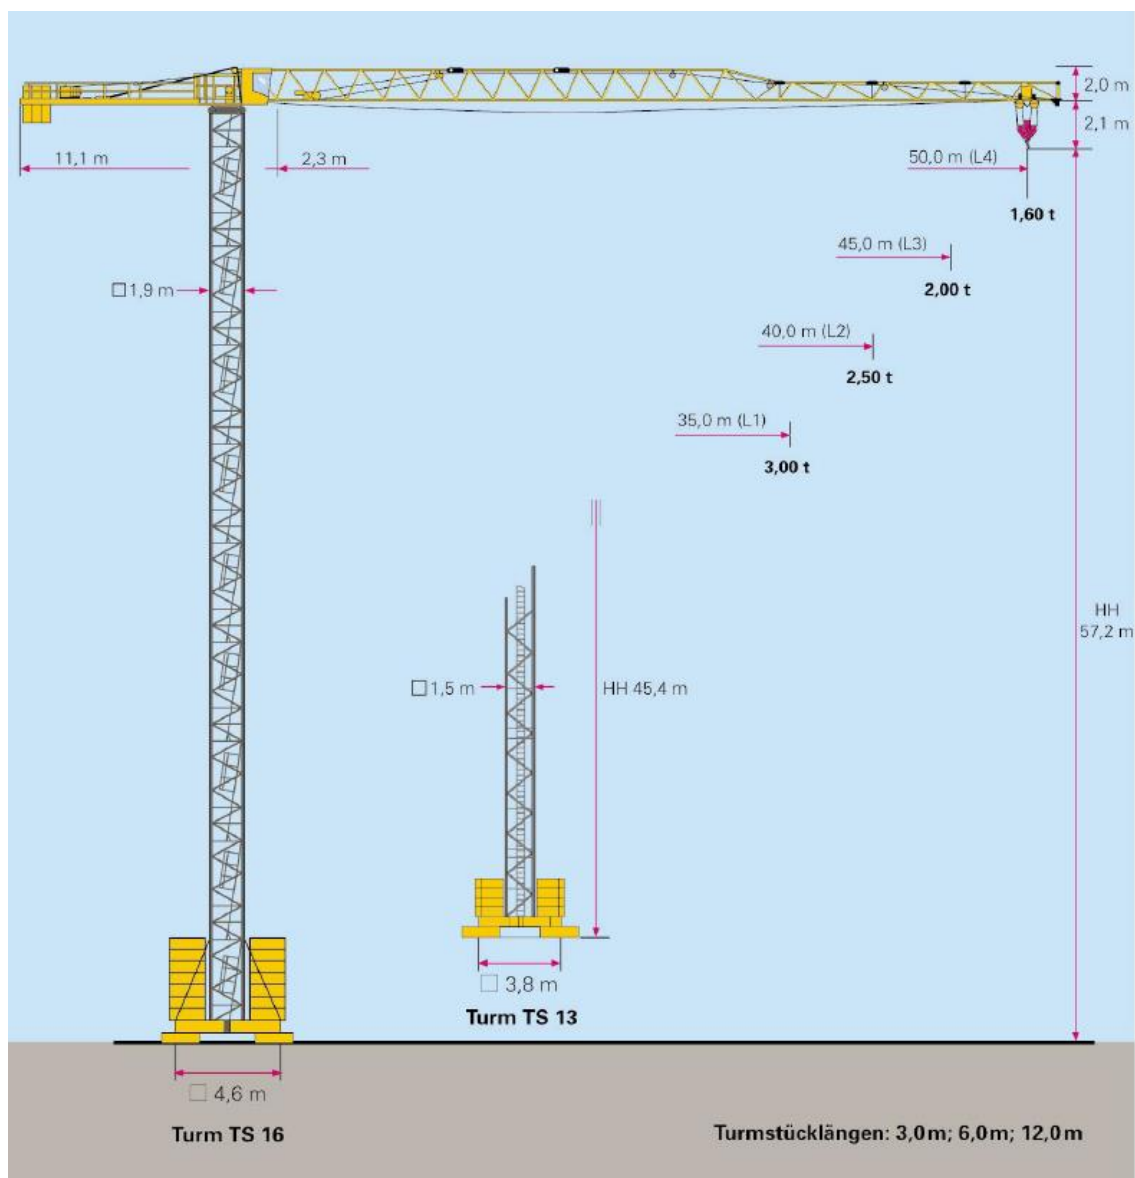 2,0 m
2,1 m
11,1 m
2,3 m
50,0 m (L4)
1,60 t
45,0 m (L3)
2,00 t
□1,9 m
40,0 m (L2)
2,50 t
35,0 m (L1)
3,00 t
HH
57,2 m
□1,5 m
HH 45,4 m
□ 3,8 m
Turm TS 13
□ 4,6 m
Turm TS 16
Turmstücklängen: 3,0m; 6,0m; 12,0m